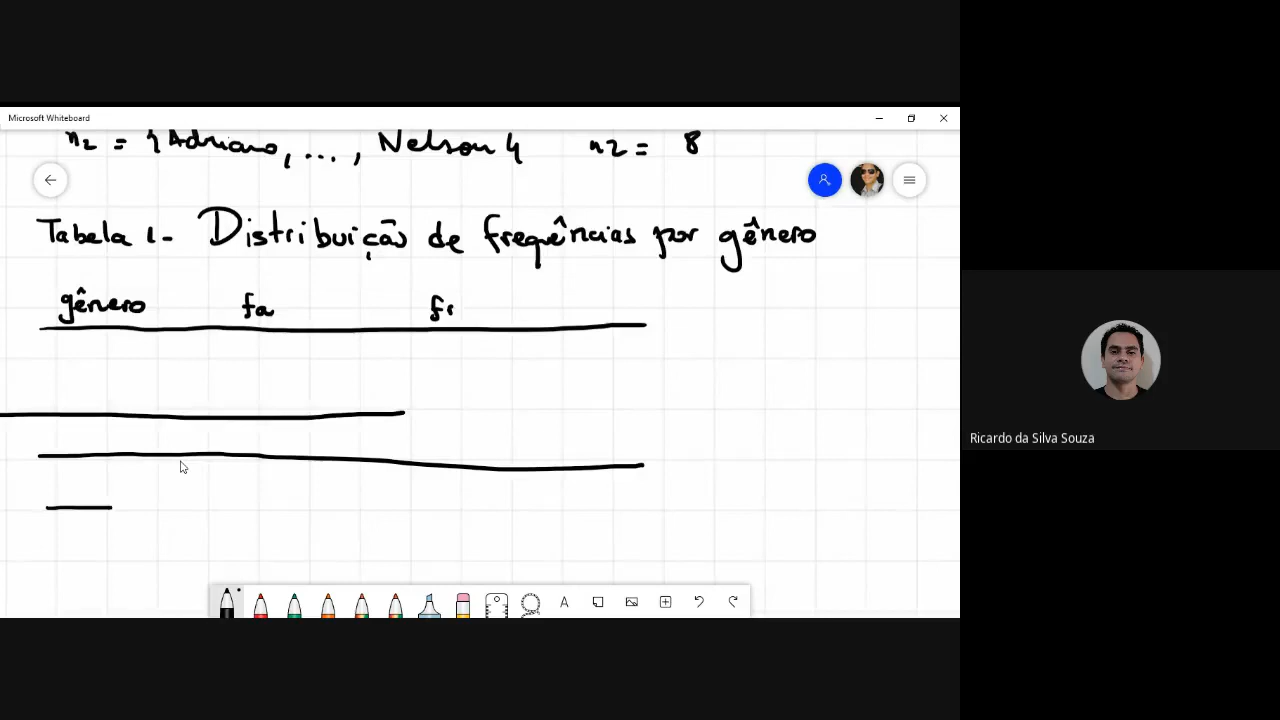 Microsoft Whiteboard
n2 = {Adriano, ..., Nelson} n2 = 8
Tabela 1- Distribuição de frequências por gênero
gênero fa fr
Ricardo da Silva Souza
A